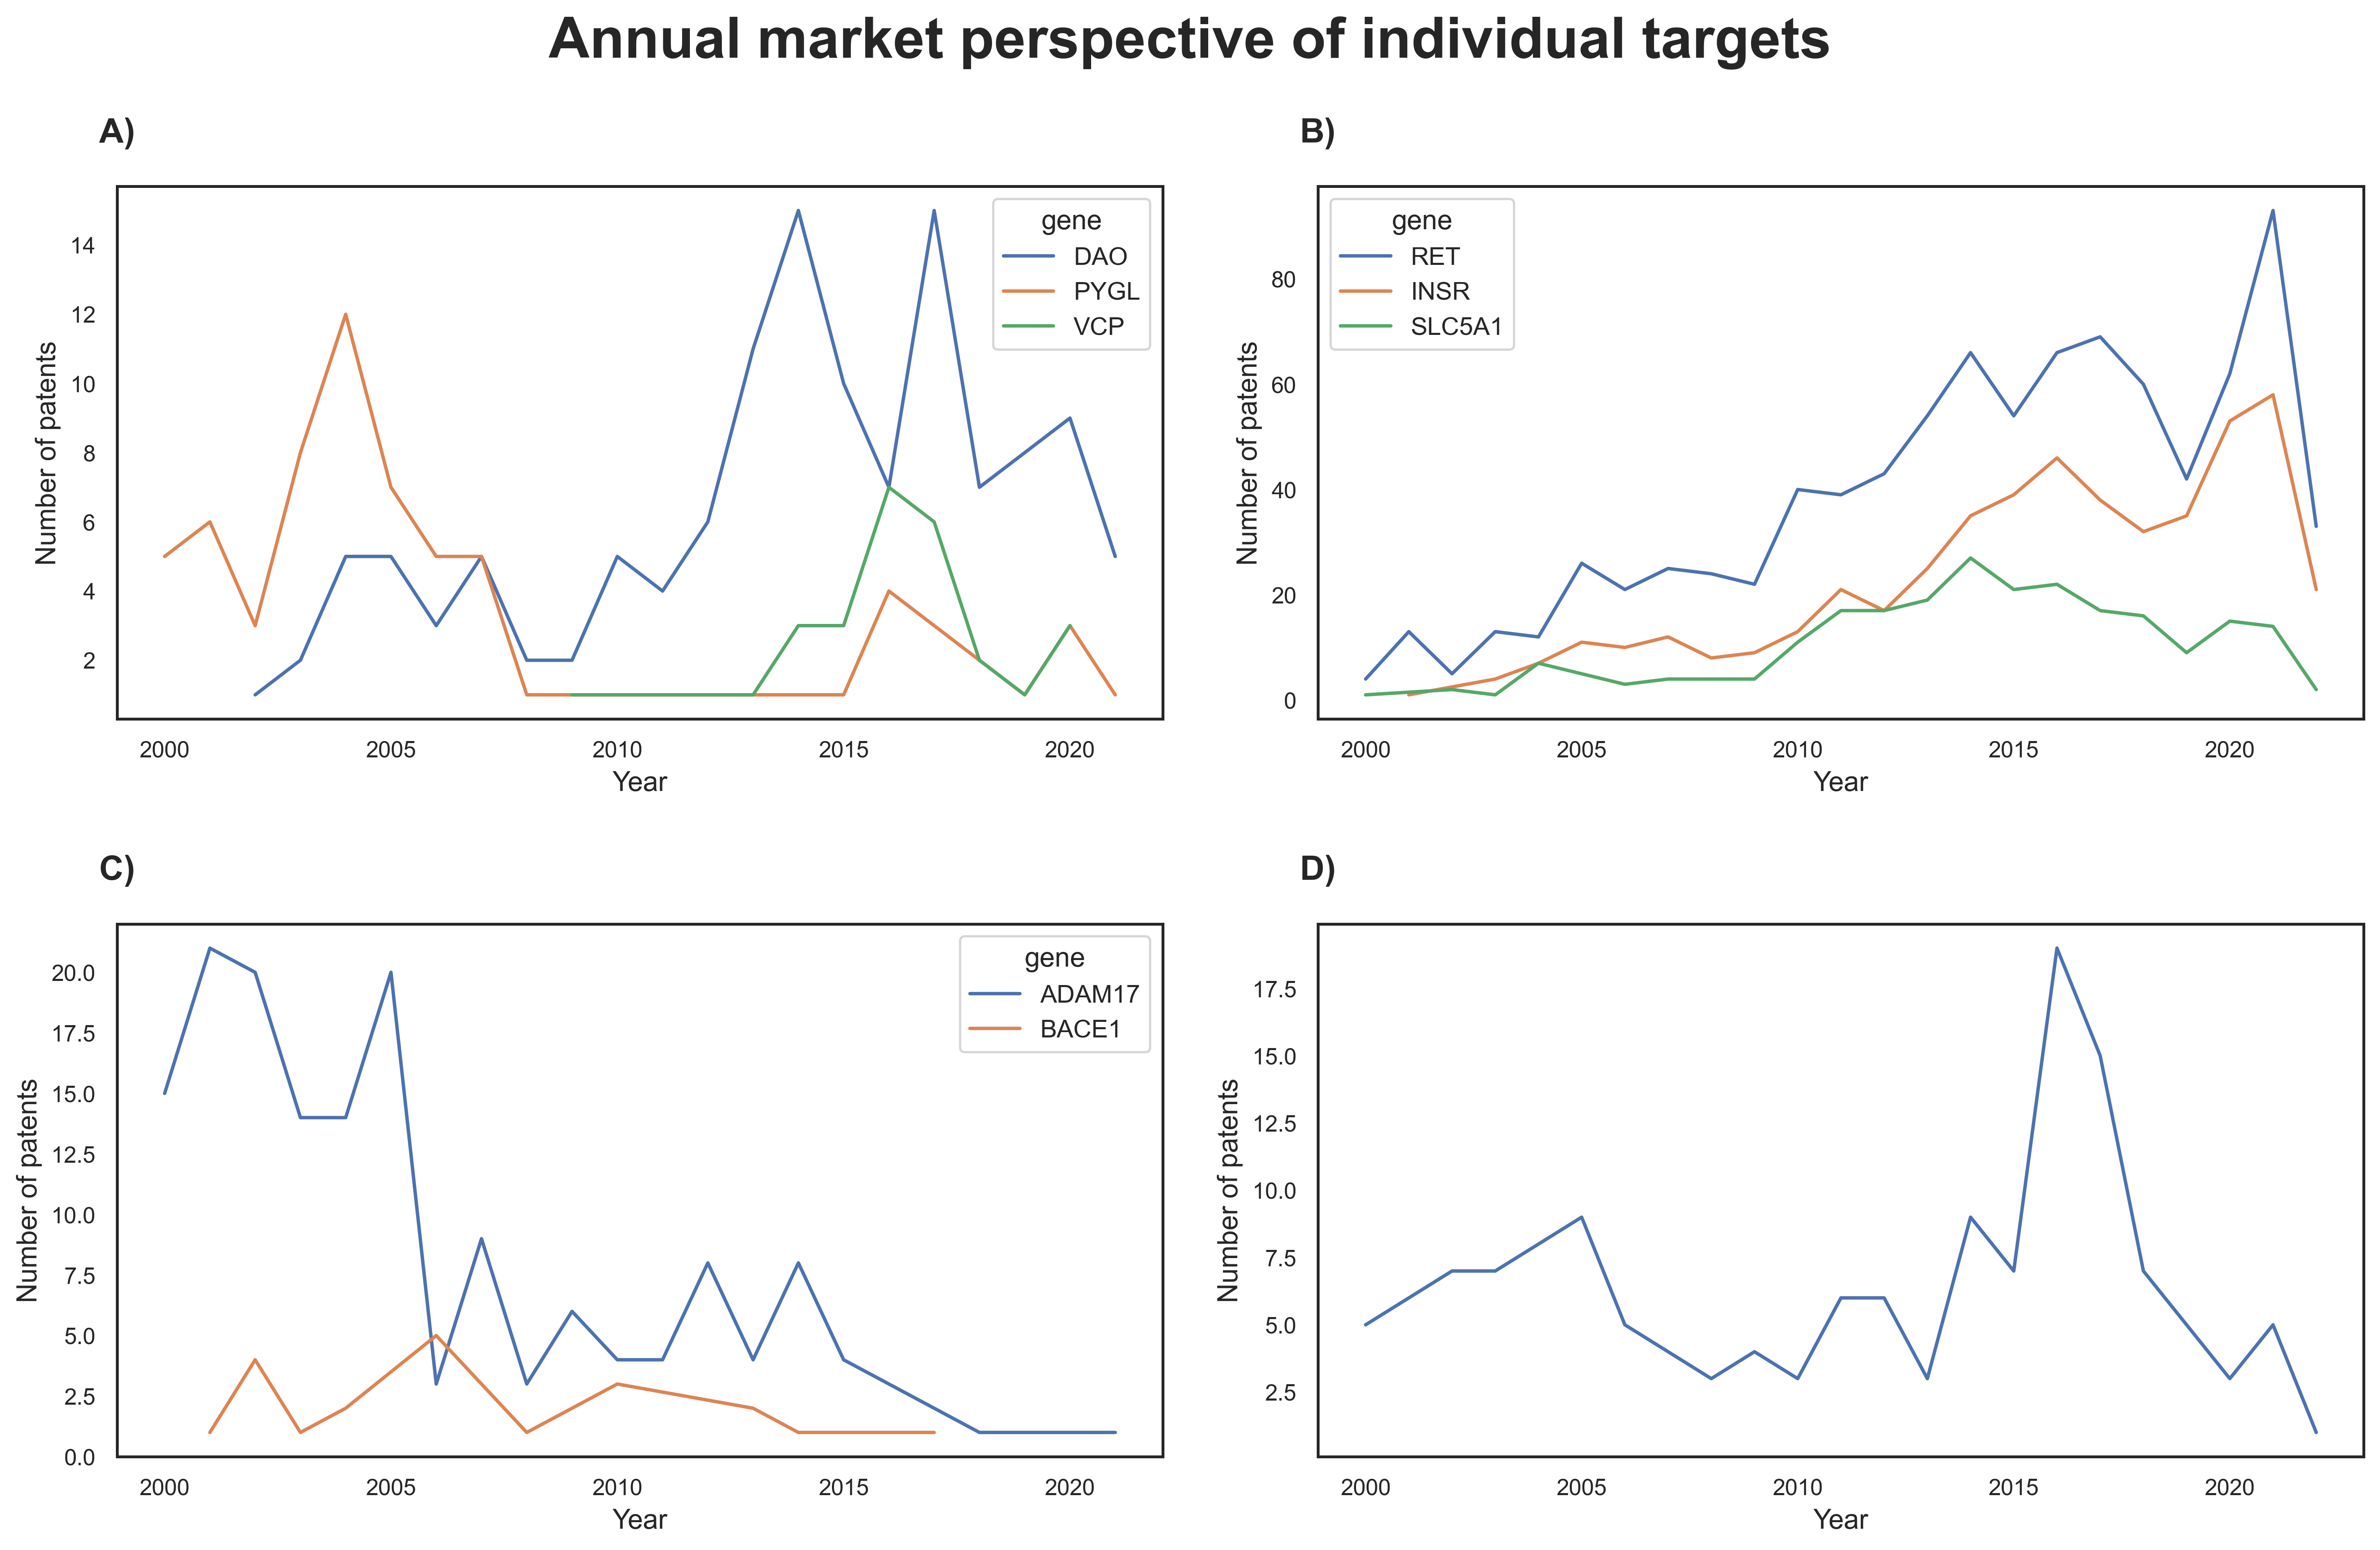 Annual market perspective of individual targets
A)
gene
DAO
PYGL
VCP
14
12
10
8
6
4
2
Number of patents
2000 2005 2010 2015 2020
Year
B)
gene
RET
INSR
SLC5A1
80
60
40
20
0
Number of patents
2000 2005 2010 2015 2020
Year
C)
gene
ADAM17
BACE1
20.0
17.5
15.0
12.5
10.0
7.5
5.0
2.5
0.0
Number of patents
2000 2005 2010 2015 2020
Year
D)
17.5
15.0
12.5
10.0
7.5
5.0
2.5
Number of patents
2000 2005 2010 2015 2020
Year